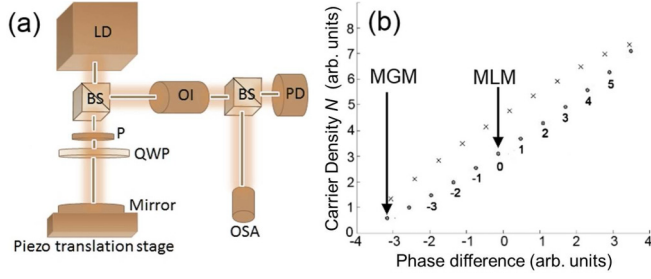 (a)
LD
BS
OI
BS
PD
P
QWP
Mirror
Piezo translation stage
OSA
(b)
Carrier Density N (arb. units)
8
7
6
5
4
3
2
1
0
MGM
MLM
-3
-2
-1
0
1
2
3
4
5
-4
-3
-2
-1
0
1
2
3
4
Phase difference (arb. units)